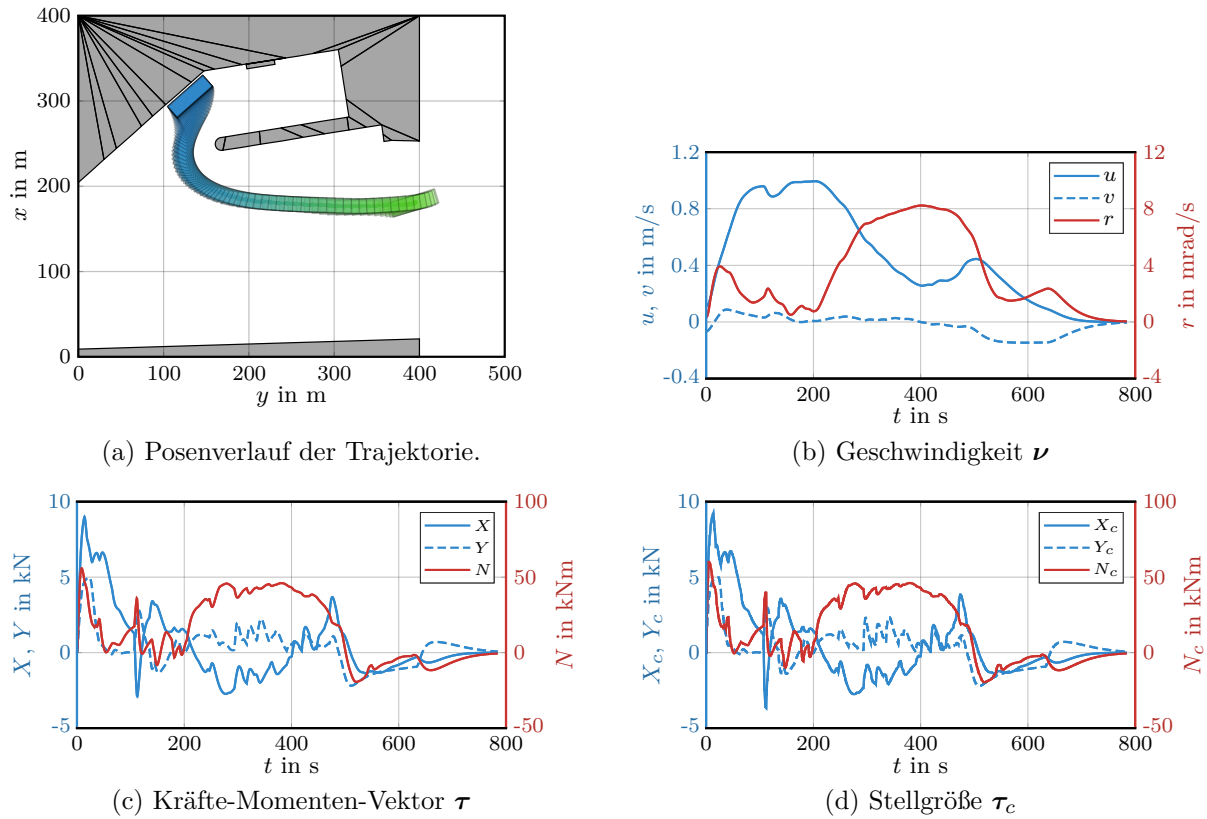 400
300
200
100
0
x in m
0 100 200 300 400 500
y in m
(a) Posenverlauf der Trajektorie.
1.2
0.8
0.4
0
-0.4
u, v in m/s
12
8
4
0
-4
r in mrad/s
u
v
r
0 200 400 600 800
t in s
(b) Geschwindigkeit ν
10
5
0
-5
X, Y in kN
100
50
0
-50
N in kNm
X
Y
N
0 200 400 600 800
t in s
(c) Kräfte-Momenten-Vektor τ
10
5
0
-5
X_c, Y_c in kN
100
50
0
-50
N_c in kNm
X_c
Y_c
N_c
0 200 400 600 800
t in s
(d) Stellgröße τ_c